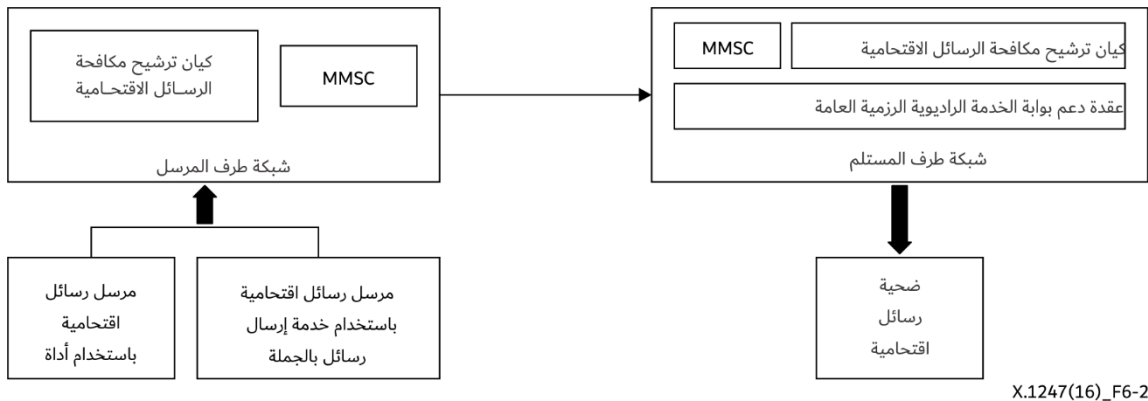 كيان ترشيح مكافحة
الرسـائل الاقتحـامية
MMSC
شبكة طرف المرسل
MMSC
كيان ترشيح مكافحة الرسائل الاقتحامية
عقدة دعم بوابة الخدمة الراديوية الرزمية العامة
شبكة طرف المستلم
مرسل رسائل
اقتحامية
باستخدام أداة
مرسل رسائل اقتحامية
باستخدام خدمة إرسال
رسائل بالجملة
ضحية
رسائل
اقتحامية
X.1247(16)_F6-2